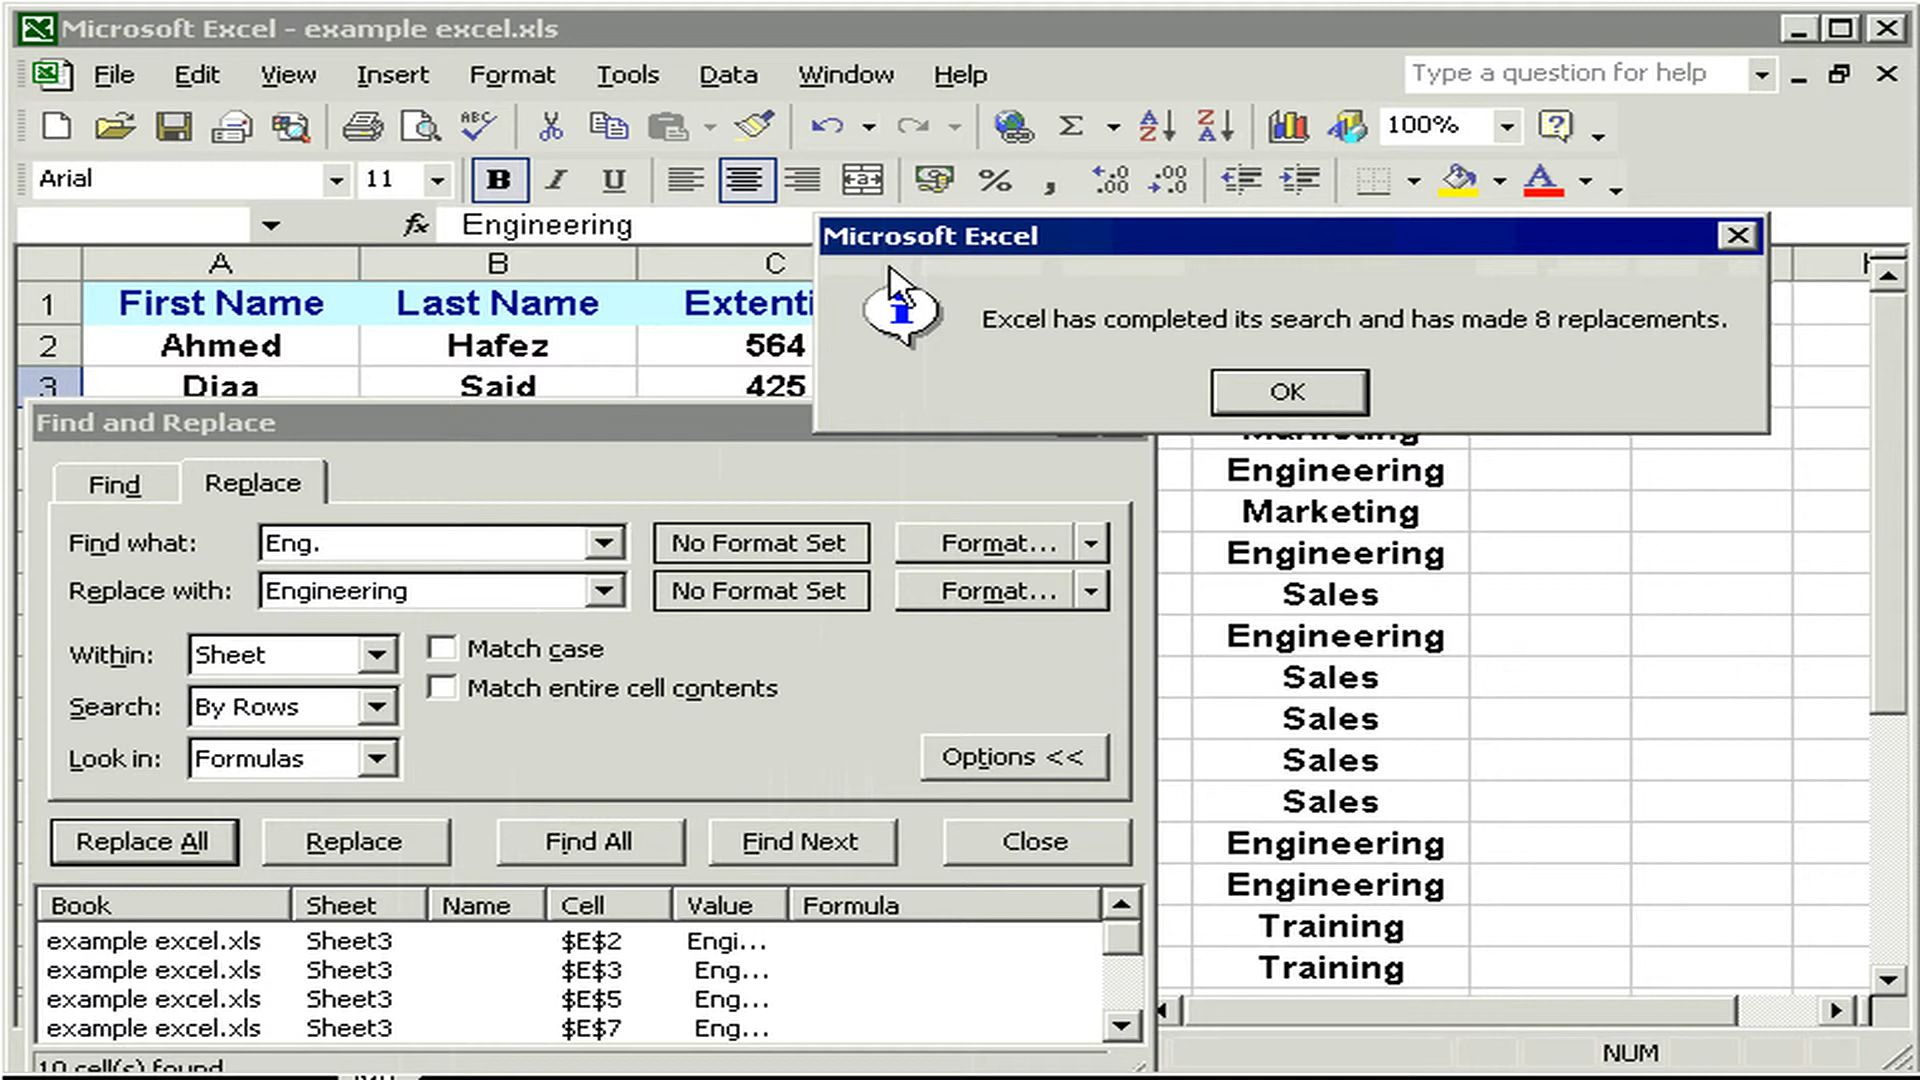 Microsoft Excel - example excel.xls
File Edit View Insert Format Tools Data Window Help
Type a question for help
ABC
100%
Arial
11
B I U
Engineering
A B C
1 First Name Last Name Extenti
2 Ahmed Hafez 564
3 Diaa Said 425
Microsoft Excel
Excel has completed its search and has made 8 replacements.
OK
Find and Replace
Find
Replace
Find what: Eng. No Format Set Format...
Replace with: Engineering No Format Set Format...
Within: Sheet
Match case
Match entire cell contents
Search: By Rows
Look in: Formulas
Options <<
Replace All
Replace
Find All
Find Next
Close
Book Sheet Name Cell Value Formula
example excel.xls Sheet3 $E$2 Engi...
example excel.xls Sheet3 $E$3 Eng...
example excel.xls Sheet3 $E$5 Eng...
example excel.xls Sheet3 $E$7 Eng...
10 cell(s) found
Marketing
Engineering
Marketing
Engineering
Sales
Engineering
Sales
Sales
Sales
Sales
Engineering
Engineering
Training
Training
NUM